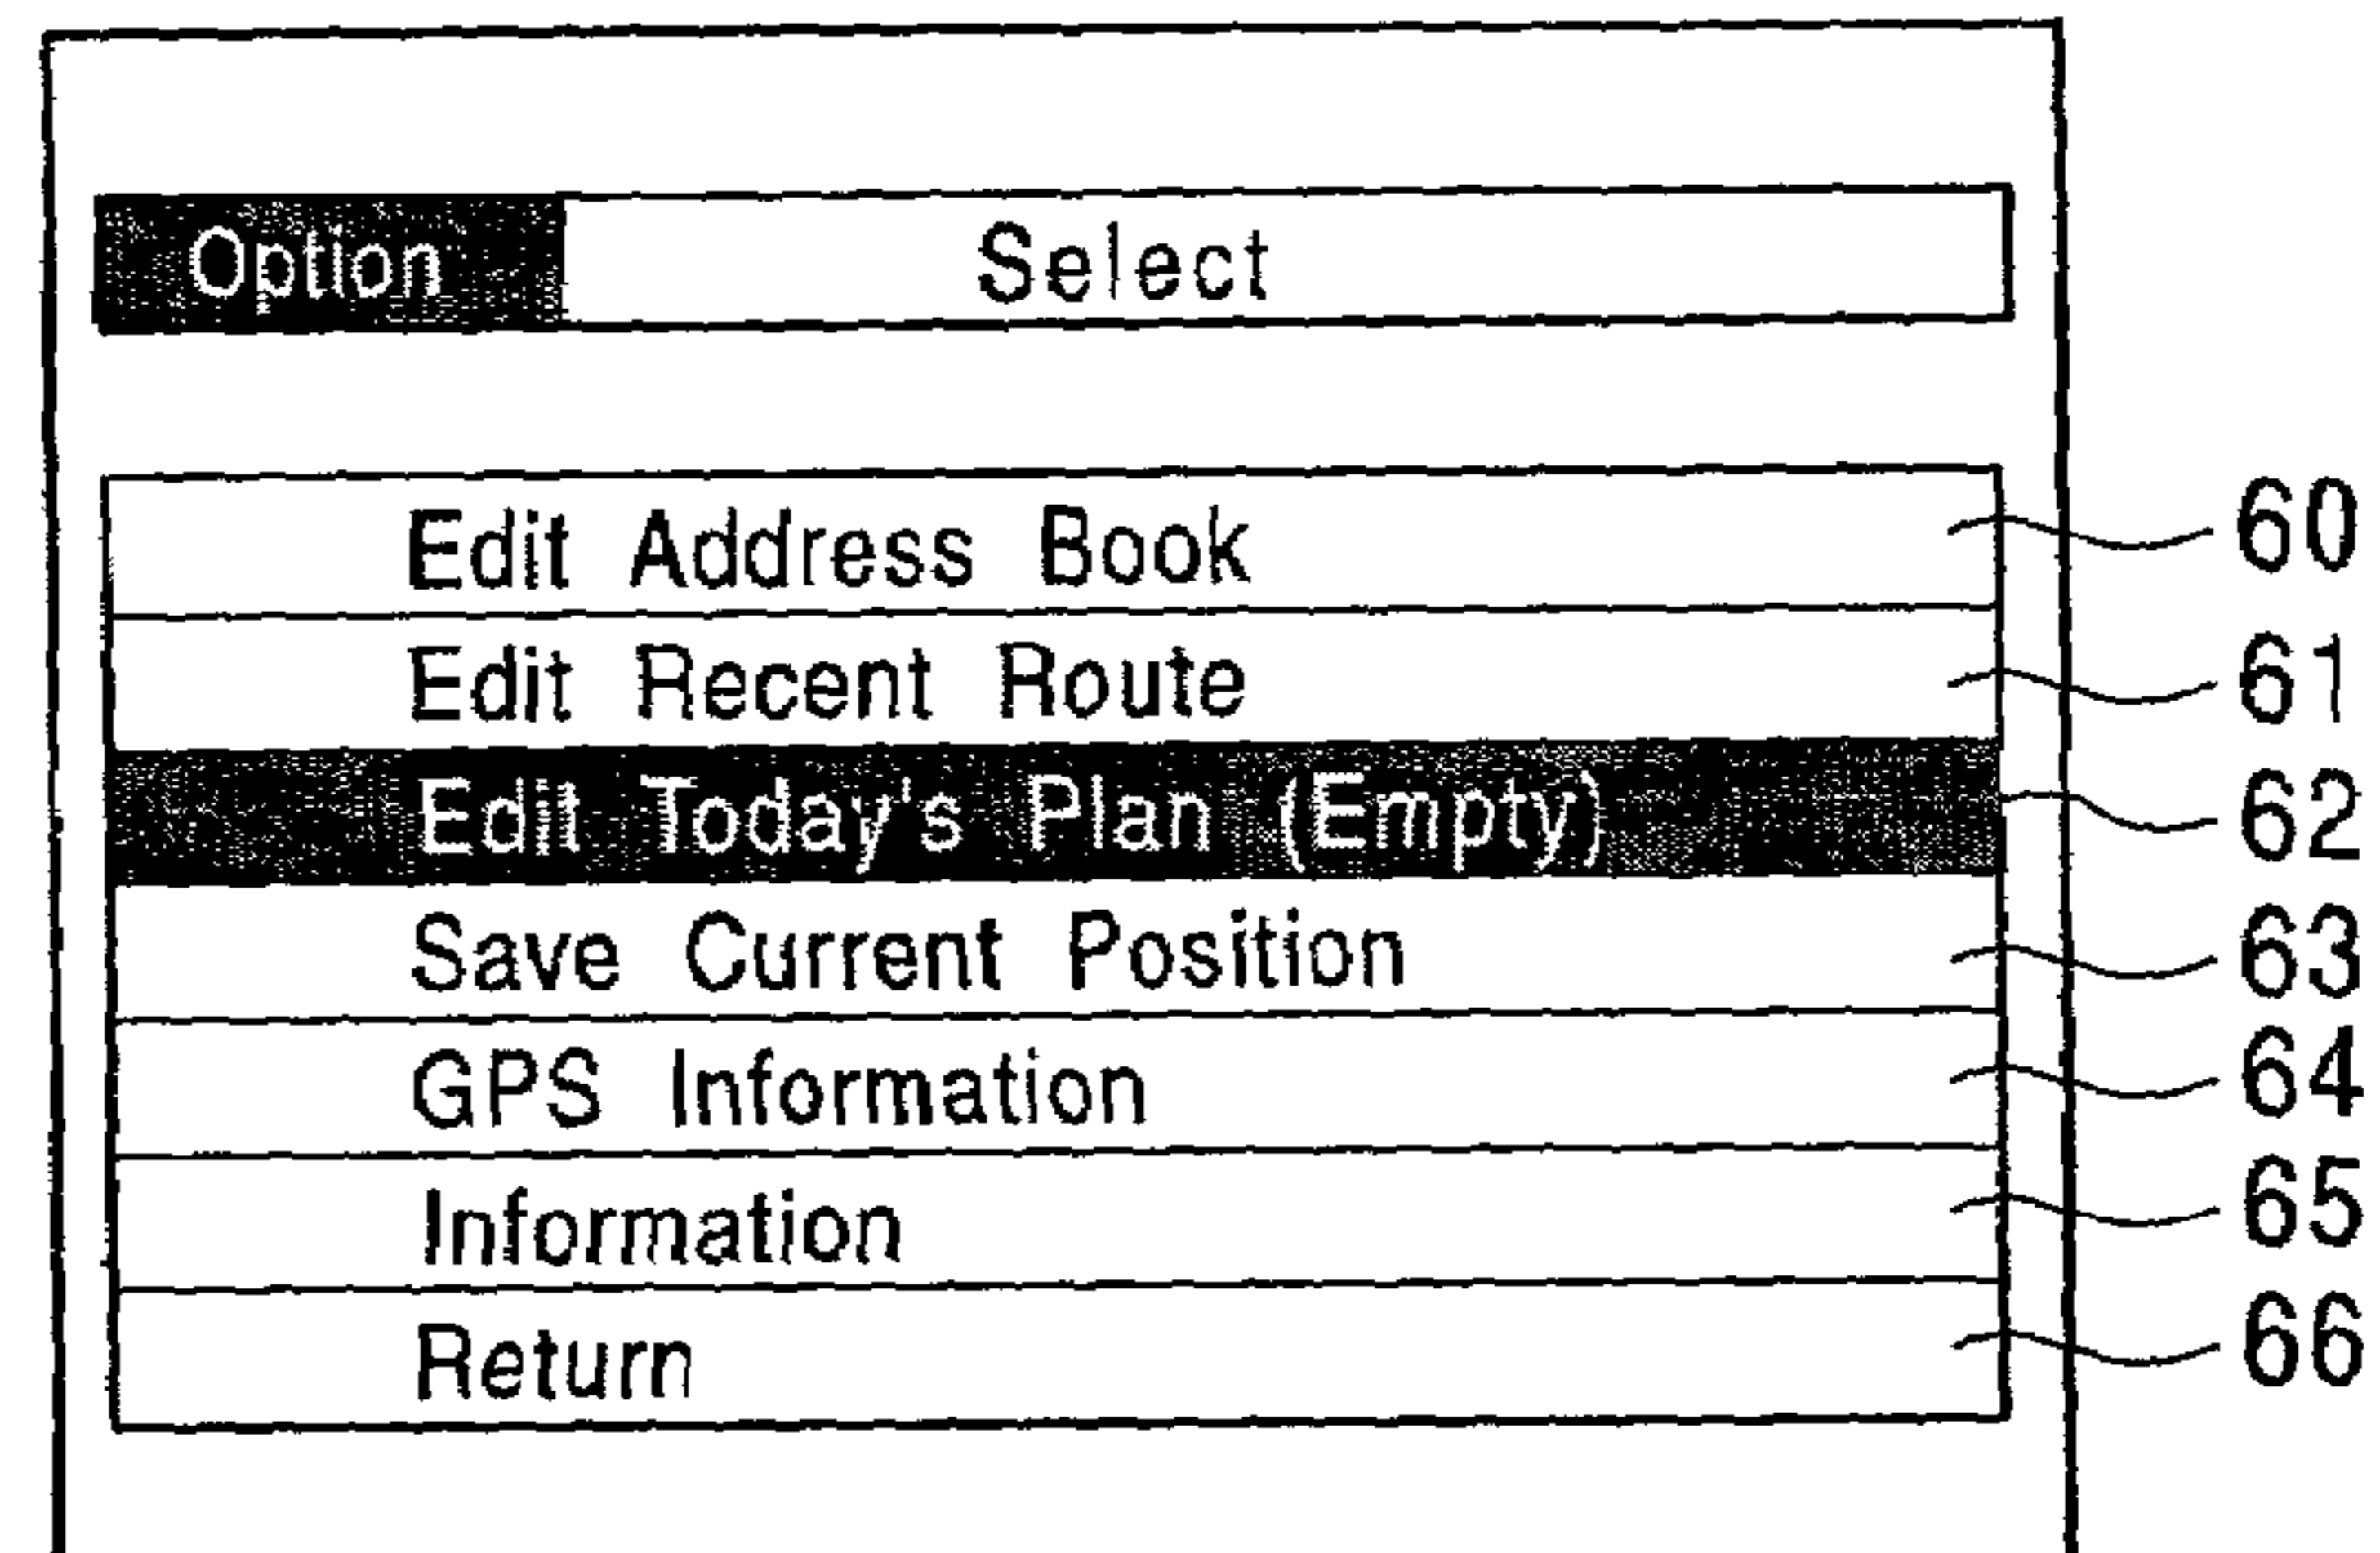 Option Select
Edit Address Book 60
Edit Recent Route 61
Edit Today's Plan (Empty) 62
Save Current Position 63
GPS Information 64
Information 65
Return 66